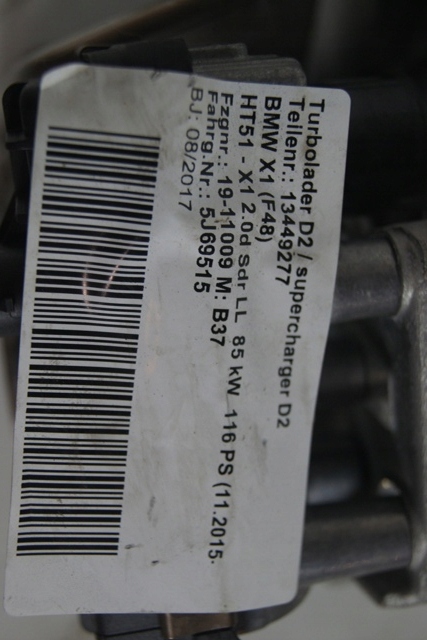 Turbolader D2 / supercharger D2
Teilenr.: 13449277
BMW X1 (F48)
HT51 - X1 2.0d Sdr LL 85 kW 116 PS (11.2015-
Fzgnr.: 19-11009 M: B37
Fahrg.Nr.: 5J69515
BJ: 08/2017